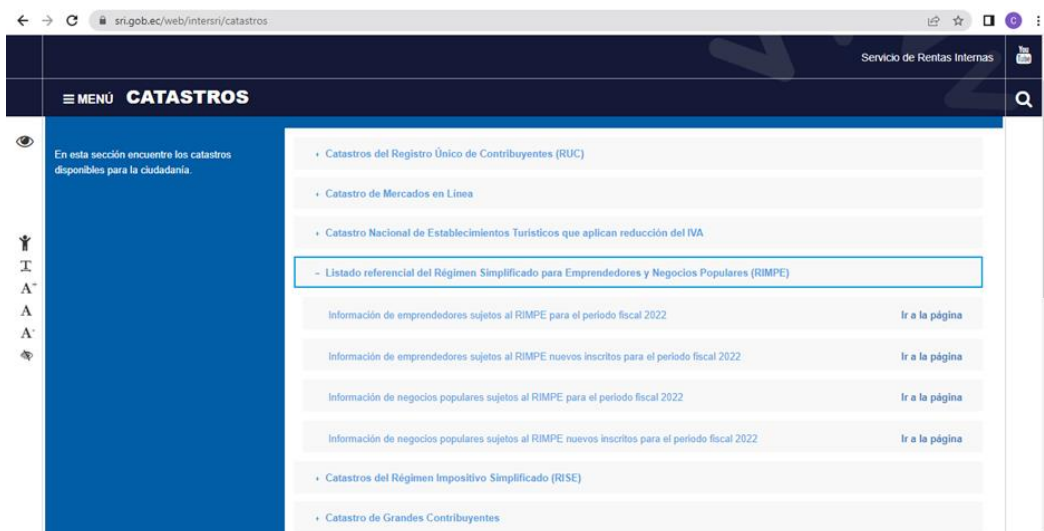 sri.gob.ec/web/intersri/catastros
C
Servicio de Rentas Internas
You
Tube
MENÚ CATASTROS
En esta sección encuentre los catastros
disponibles para la ciudadanía.
+ Catastros del Registro Único de Contribuyentes (RUC)
+ Catastro de Mercados en Línea
+ Catastro Nacional de Establecimientos Turísticos que aplican reducción del IVA
– Listado referencial del Régimen Simplificado para Emprendedores y Negocios Populares (RIMPE)
Información de emprendedores sujetos al RIMPE para el periodo fiscal 2022 Ir a la página
Información de emprendedores sujetos al RIMPE nuevos inscritos para el periodo fiscal 2022 Ir a la página
Información de negocios populares sujetos al RIMPE para el periodo fiscal 2022 Ir a la página
Información de negocios populares sujetos al RIMPE nuevos inscritos para el periodo fiscal 2022 Ir a la página
+ Catastros del Régimen Impositivo Simplificado (RISE)
+ Catastro de Grandes Contribuyentes
T
A+
A
A-